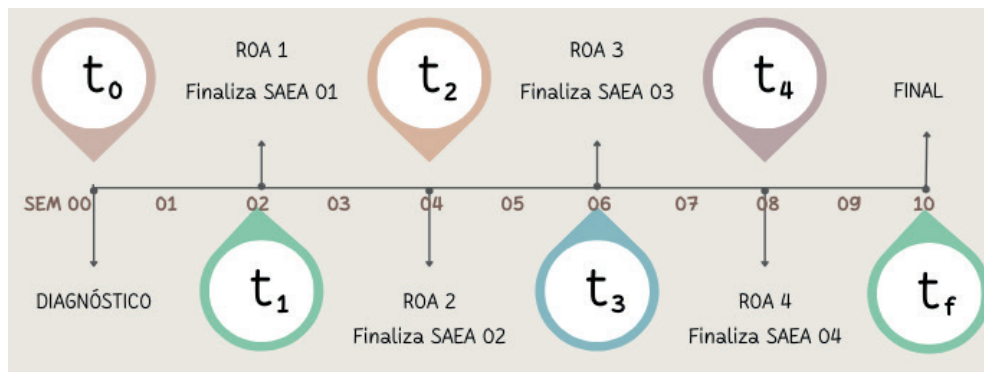 t0
ROA 1
Finaliza SAEA 01
t2
ROA 3
Finaliza SAEA 03
t4
FINAL
SEM 00 01 02 03 04 05 06 07 08 09 10
DIAGNÓSTICO
t1
ROA 2
Finaliza SAEA 02
t3
ROA 4
Finaliza SAEA 04
tf